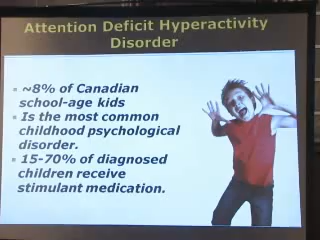 Attention Deficit Hyperactivity
Disorder
▪ ~8% of Canadian
school-age kids
▪ Is the most common
childhood psychological
disorder.
▪ 15-70% of diagnosed
children receive
stimulant medication.